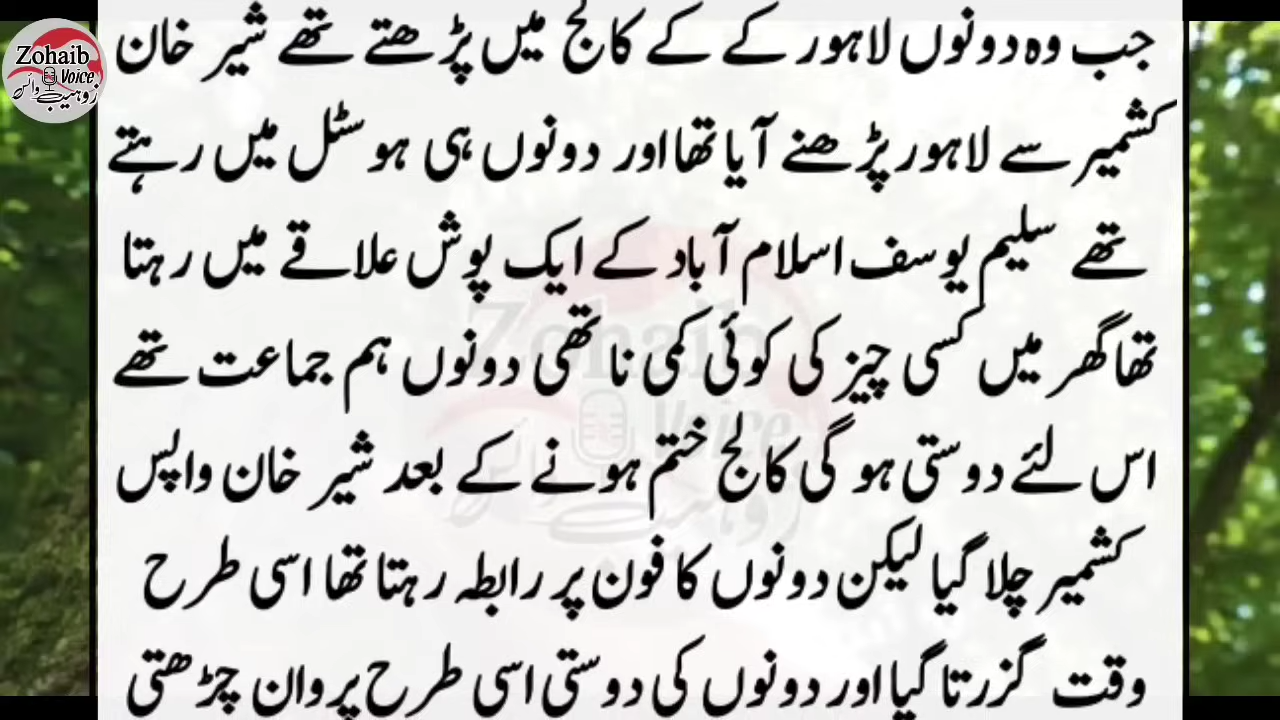 Zohaib
Voice
زوہیب وائس
جب وہ دونوں لاہور کے کے کالج میں پڑھتے تھے شیر خان
کشمیر سے لاہور پڑھنے آیا تھا اور دونوں ہی ہوسٹل میں رہتے
تھے سلیم یوسف اسلام آباد کے ایک پوش علاقے میں رہتا
تھا گھر میں کسی چیز کی کوئی کمی نا تھی دونوں ہم جماعت تھے
اس لئے دوستی ہو گی کالج ختم ہونے کے بعد شیر خان واپس
کشمیر چلا گیا لیکن دونوں کا فون پر رابطہ رہتا تھا اسی طرح
وقت گزرتا گیا اور دونوں کی دوستی اسی طرح پروان چڑھتی